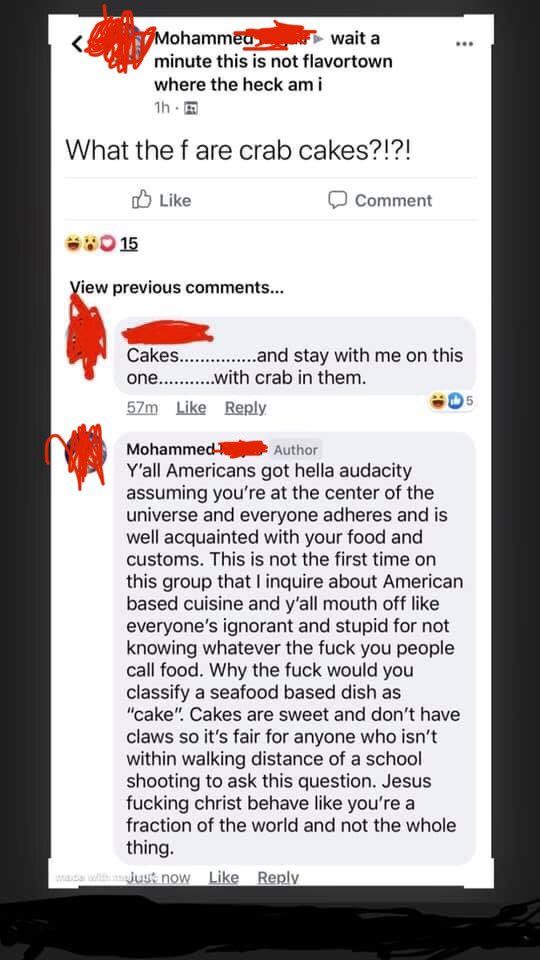 Mohammed ▸ wait a
minute this is not flavortown
where the heck am i
1h ·
What the f are crab cakes?!?!
Like Comment
15
View previous comments...
Cakes...............and stay with me on this
one...........with crab in them.
57m Like Reply 5
Mohammed Author
Y'all Americans got hella audacity
assuming you're at the center of the
universe and everyone adheres and is
well acquainted with your food and
customs. This is not the first time on
this group that I inquire about American
based cuisine and y'all mouth off like
everyone's ignorant and stupid for not
knowing whatever the fuck you people
call food. Why the fuck would you
classify a seafood based dish as
"cake". Cakes are sweet and don't have
claws so it's fair for anyone who isn't
within walking distance of a school
shooting to ask this question. Jesus
fucking christ behave like you're a
fraction of the world and not the whole
thing.
made with Just now Like Reply